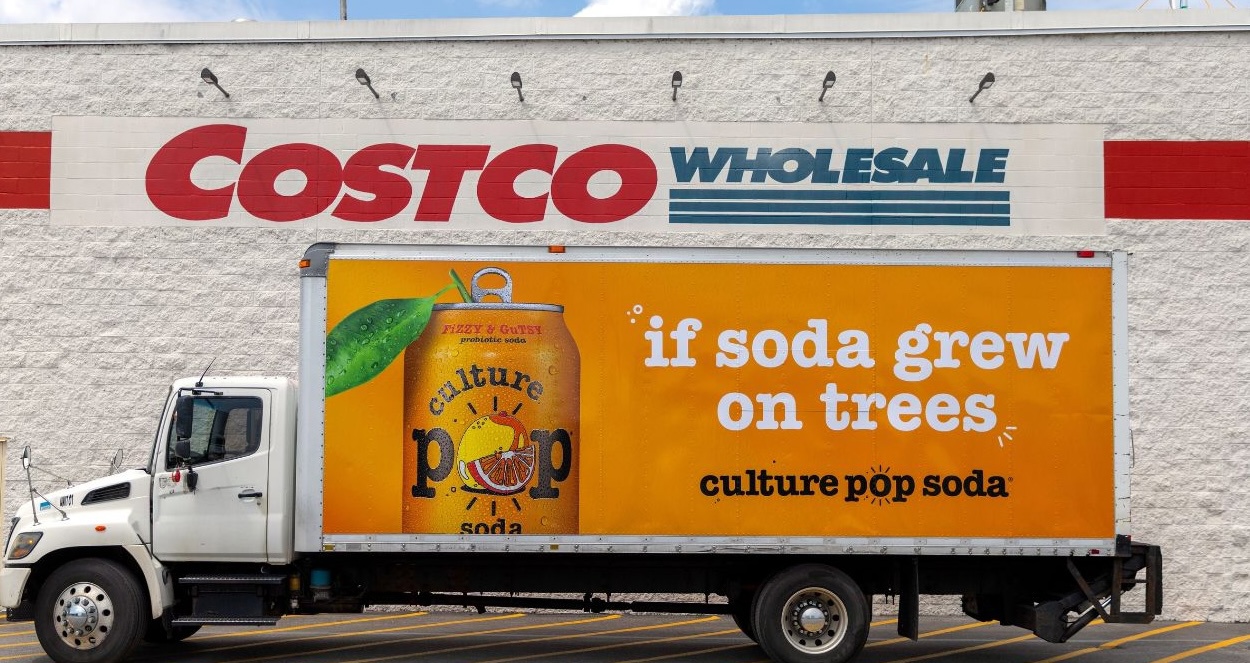 COSTCO WHOLESALE
FiZZY & GuTSY
probiotic soda
culture
pop
soda
if soda grew
on trees
culture pop soda